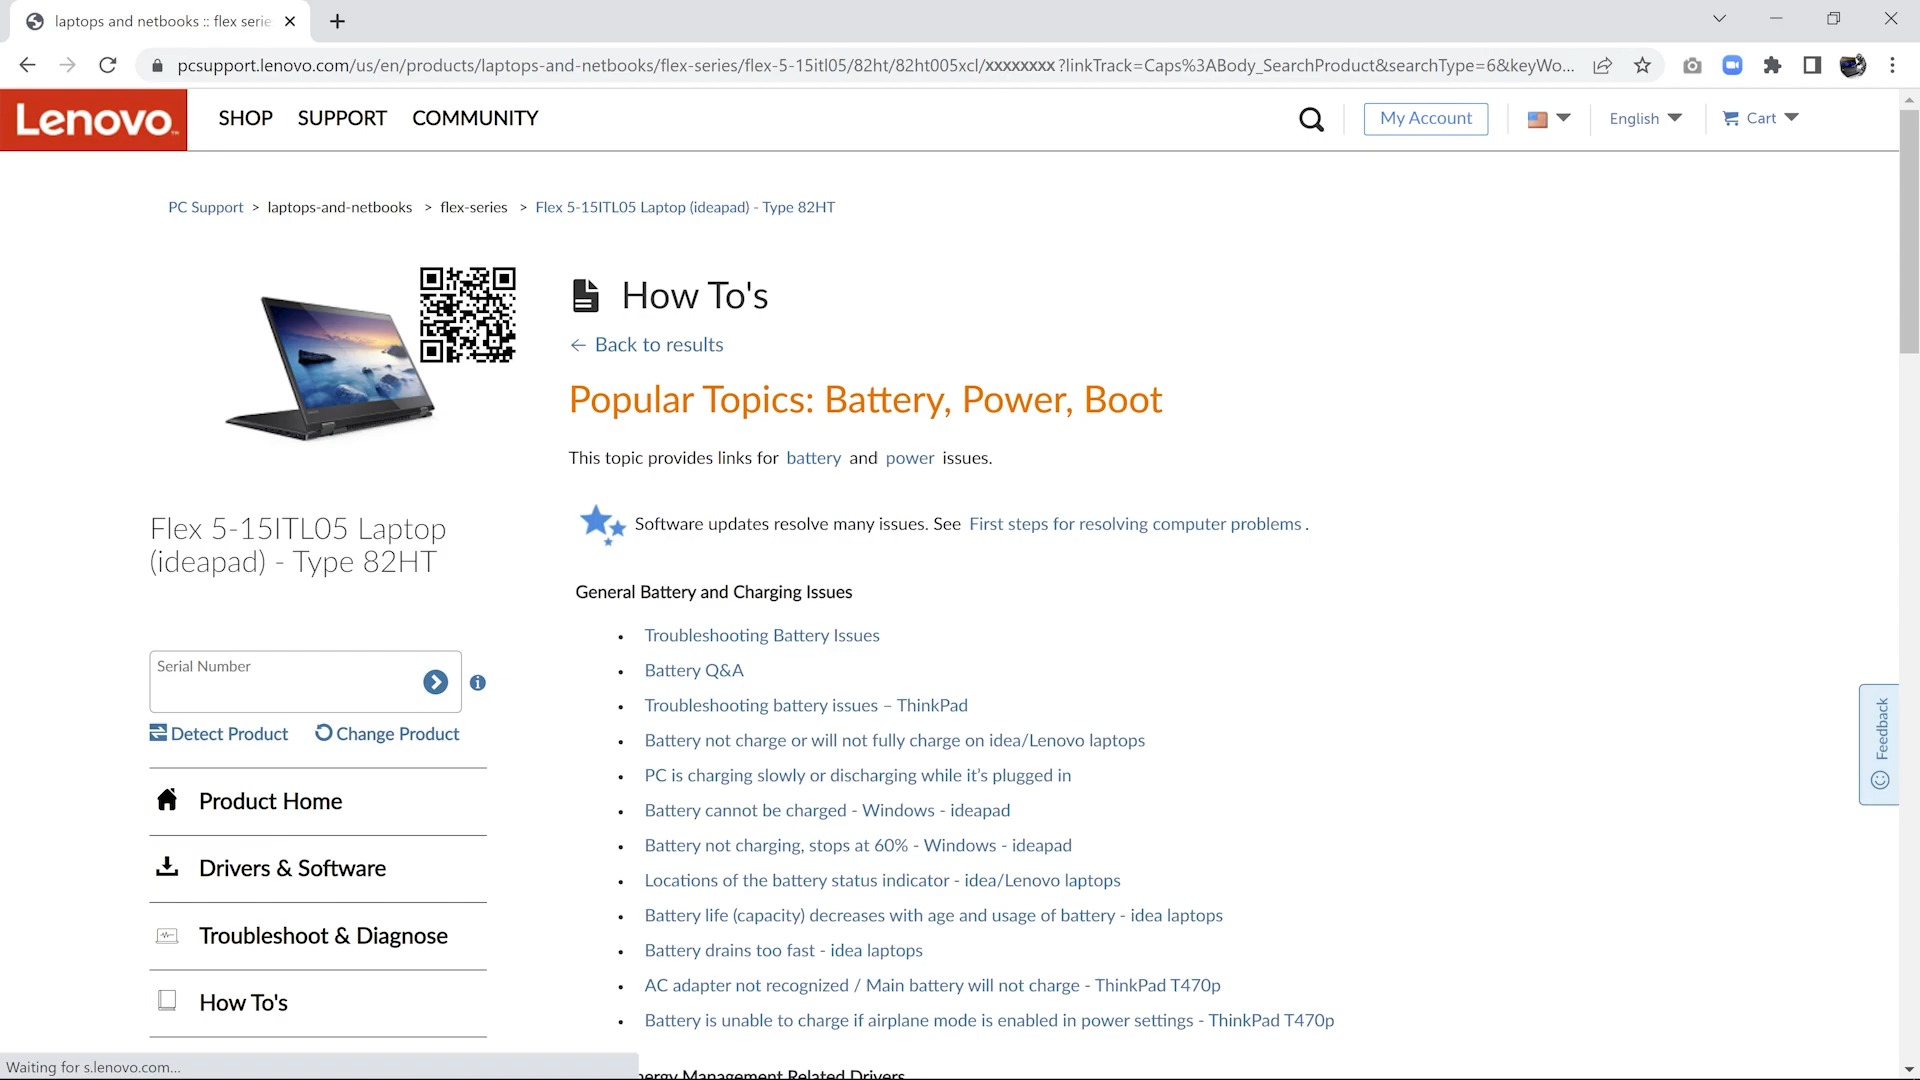 laptops and netbooks :: flex serie
pcsupport.lenovo.com/us/en/products/laptops-and-netbooks/flex-series/flex-5-15itl05/82ht/82ht005xcl/xxxxxxxx?linkTrack=Caps%3ABody_SearchProduct&searchType=6&keyWo...
Lenovo SHOP SUPPORT COMMUNITY My Account English Cart
PC Support > laptops-and-netbooks > flex-series > Flex 5-15ITL05 Laptop (ideapad) - Type 82HT
Flex 5-15ITL05 Laptop
(ideapad) - Type 82HT
Serial Number
Detect Product Change Product
Product Home
Drivers & Software
Troubleshoot & Diagnose
How To's
How To's
← Back to results
Popular Topics: Battery, Power, Boot
This topic provides links for battery and power issues.
Software updates resolve many issues. See First steps for resolving computer problems .
General Battery and Charging Issues
• Troubleshooting Battery Issues
• Battery Q&A
• Troubleshooting battery issues – ThinkPad
• Battery not charge or will not fully charge on idea/Lenovo laptops
• PC is charging slowly or discharging while it’s plugged in
• Battery cannot be charged - Windows - ideapad
• Battery not charging, stops at 60% - Windows - ideapad
• Locations of the battery status indicator - idea/Lenovo laptops
• Battery life (capacity) decreases with age and usage of battery - idea laptops
• Battery drains too fast - idea laptops
• AC adapter not recognized / Main battery will not charge - ThinkPad T470p
• Battery is unable to charge if airplane mode is enabled in power settings - ThinkPad T470p
Management Related Drivers
Feedback
Waiting for s.lenovo.com...